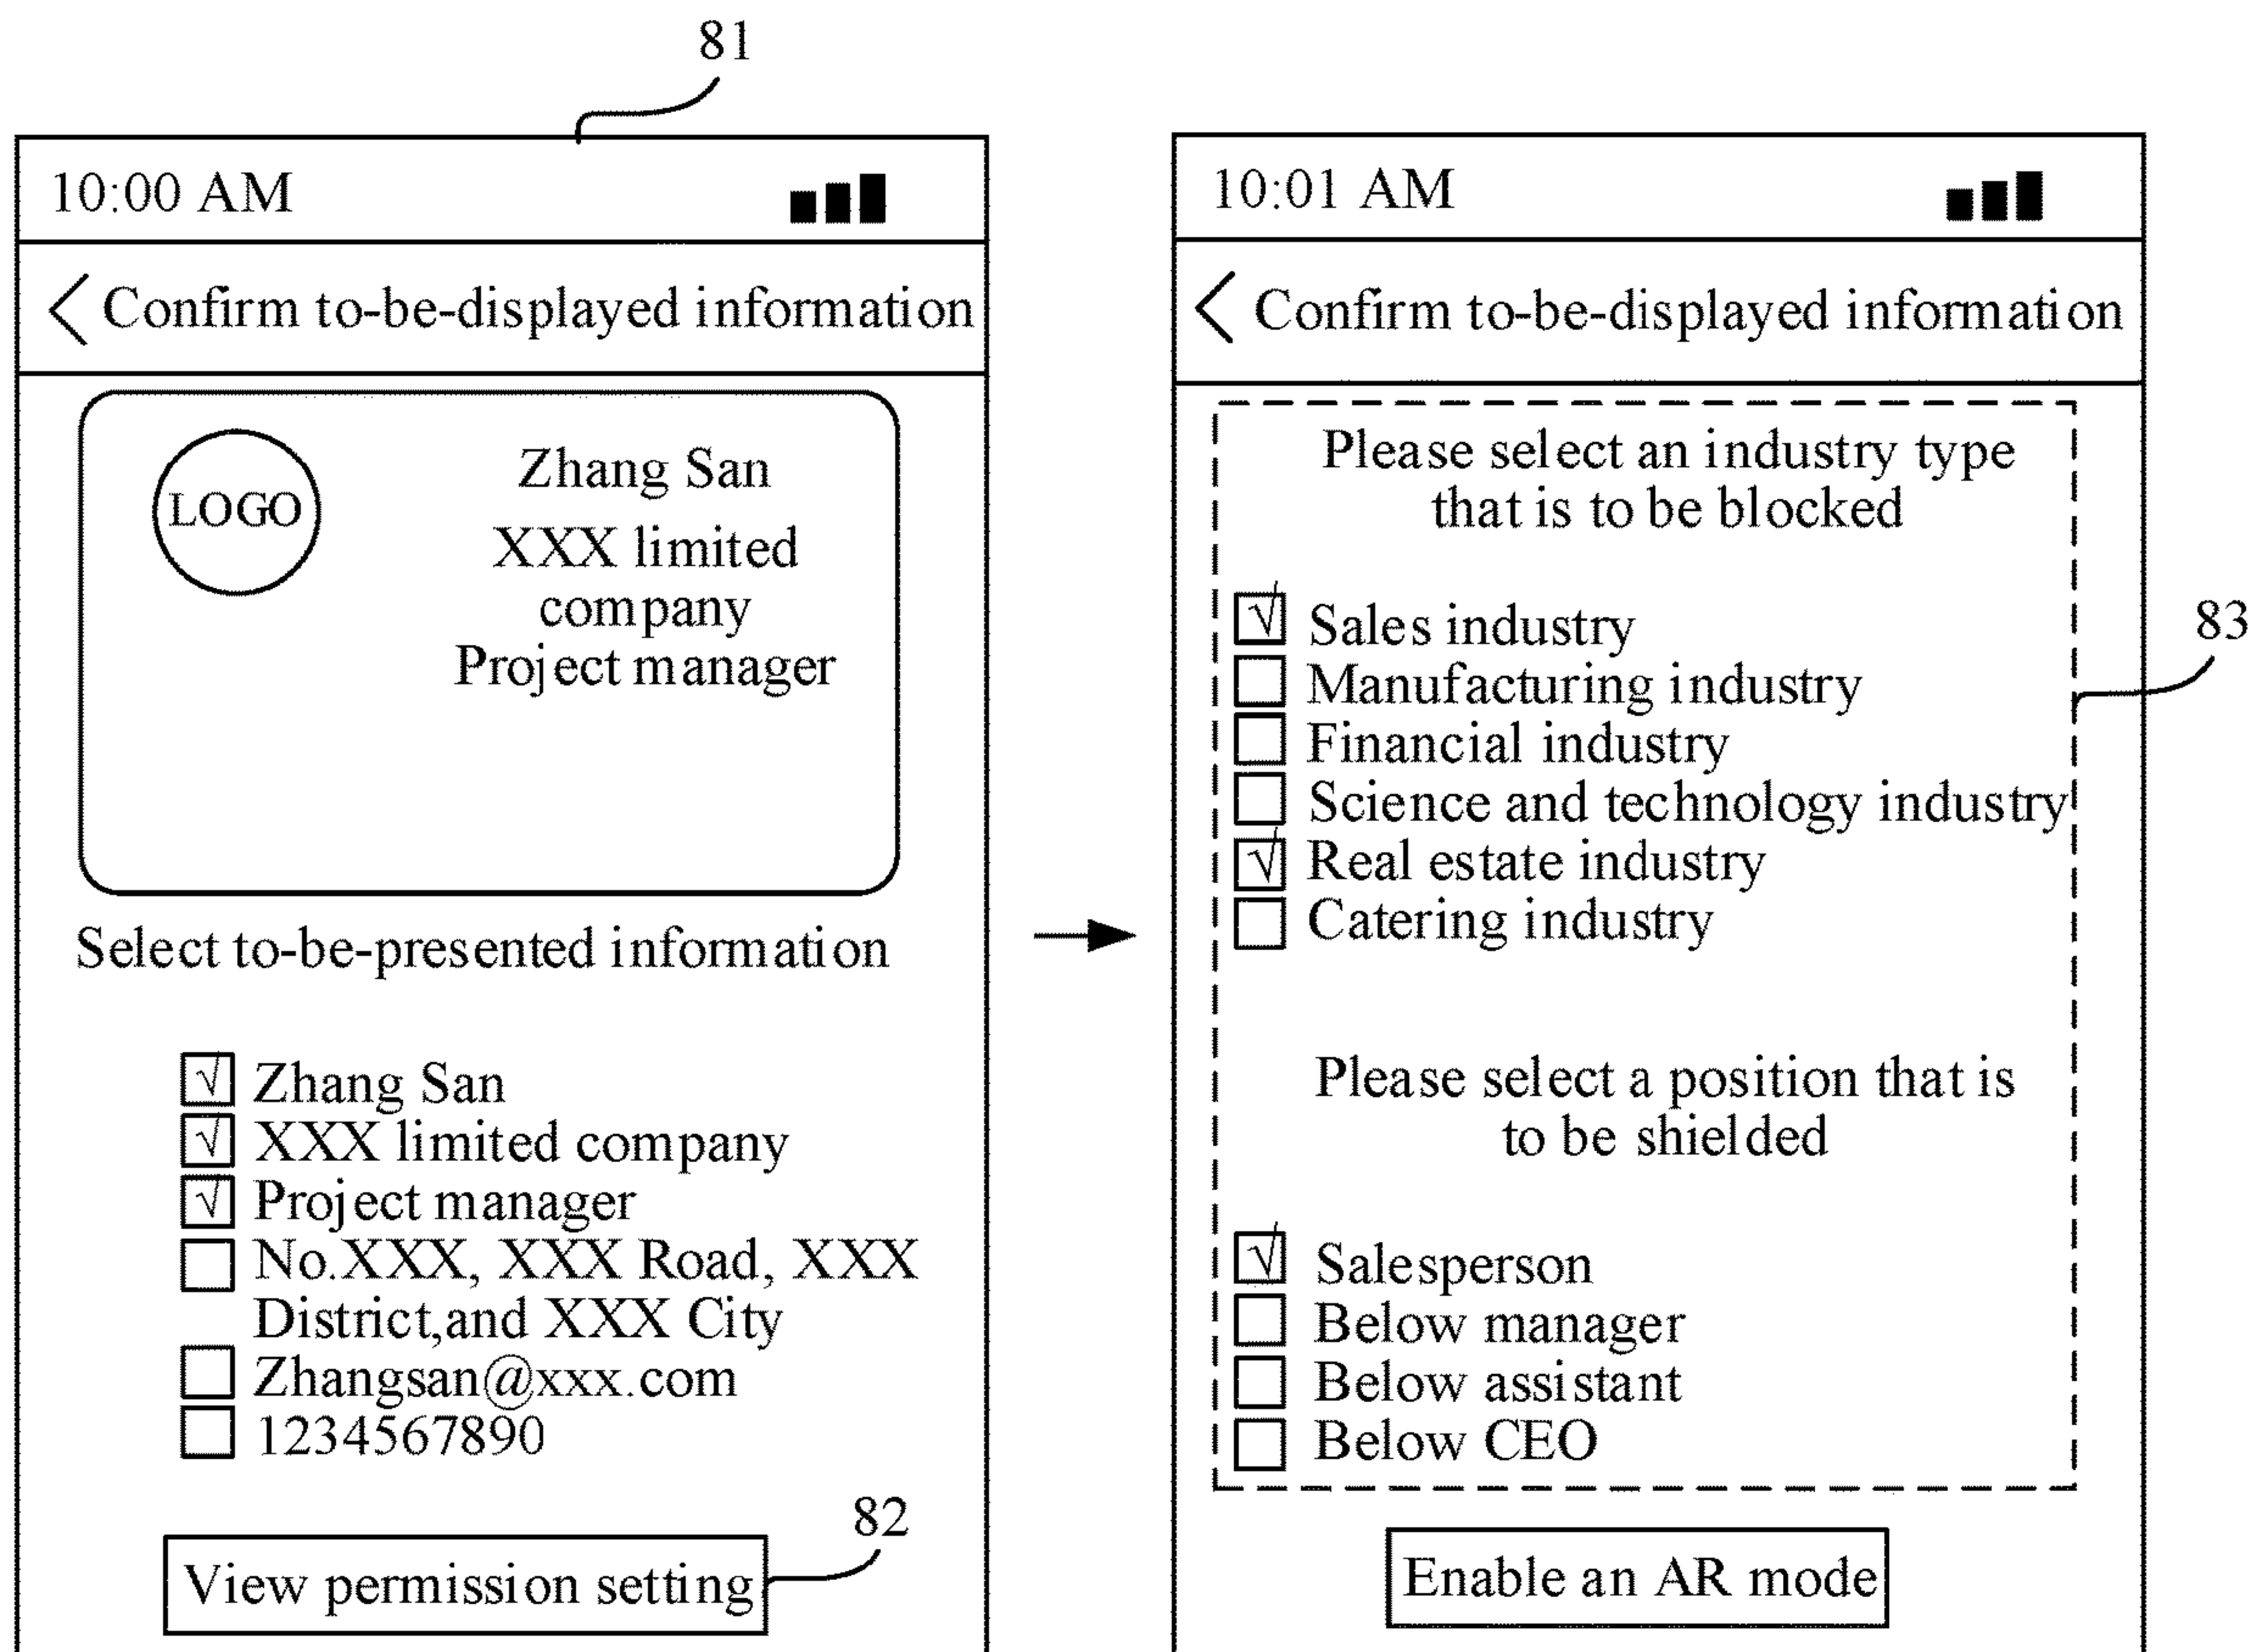 81
10:00 AM
Confirm to-be-displayed information
LOGO
Zhang San
XXX limited
company
Project manager
Select to-be-presented information
√ Zhang San
√ XXX limited company
√ Project manager
No.XXX, XXX Road, XXX
District,and XXX City
Zhangsan@xxx.com
1234567890
82
View permission setting
10:01 AM
Confirm to-be-displayed information
Please select an industry type
that is to be blocked
√ Sales industry
Manufacturing industry
Financial industry
Science and technology industry
√ Real estate industry
Catering industry
83
Please select a position that is
to be shielded
√ Salesperson
Below manager
Below assistant
Below CEO
Enable an AR mode